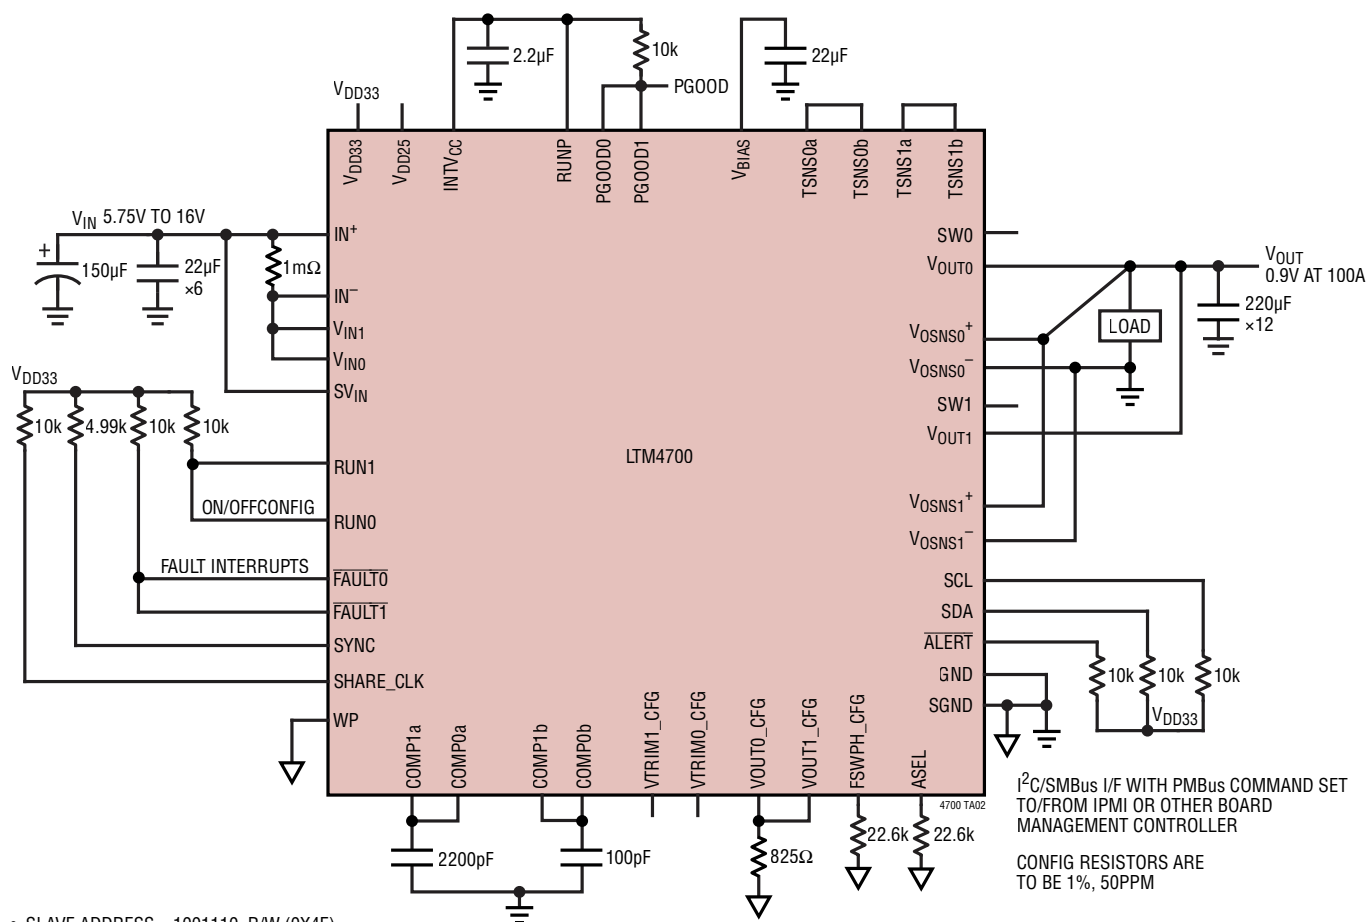 2.2µF
10k
22µF
PGOOD
VDD33
VDD33
VDD25
INTVCC
RUNP
PGOOD0
PGOOD1
VBIAS
TSNS0a
TSNS0b
TSNS1a
TSNS1b
VIN 5.75V TO 16V
+
150µF
22µF
×6
1mΩ
IN+
IN–
VIN1
VIN0
SVIN
VDD33
10k
4.99k
10k
10k
RUN1
ON/OFFCONFIG
RUN0
FAULT INTERRUPTS
FAULT0
FAULT1
SYNC
SHARE_CLK
WP
LTM4700
SW0
VOUT0
VOSNS0+
VOSNS0–
SW1
VOUT1
VOSNS1+
VOSNS1–
SCL
SDA
ALERT
GND
SGND
VOUT
0.9V AT 100A
LOAD
220µF
×12
10k
10k
10k
VDD33
COMP1a
COMP0a
COMP1b
COMP0b
VTRIM1_CFG
VTRIM0_CFG
VOUT0_CFG
VOUT1_CFG
FSWPH_CFG
ASEL
4700 TA02
2200pF
100pF
825Ω
22.6k
22.6k
I2C/SMBus I/F WITH PMBus COMMAND SET
TO/FROM IPMI OR OTHER BOARD
MANAGEMENT CONTROLLER
CONFIG RESISTORS ARE
TO BE 1%, 50PPM